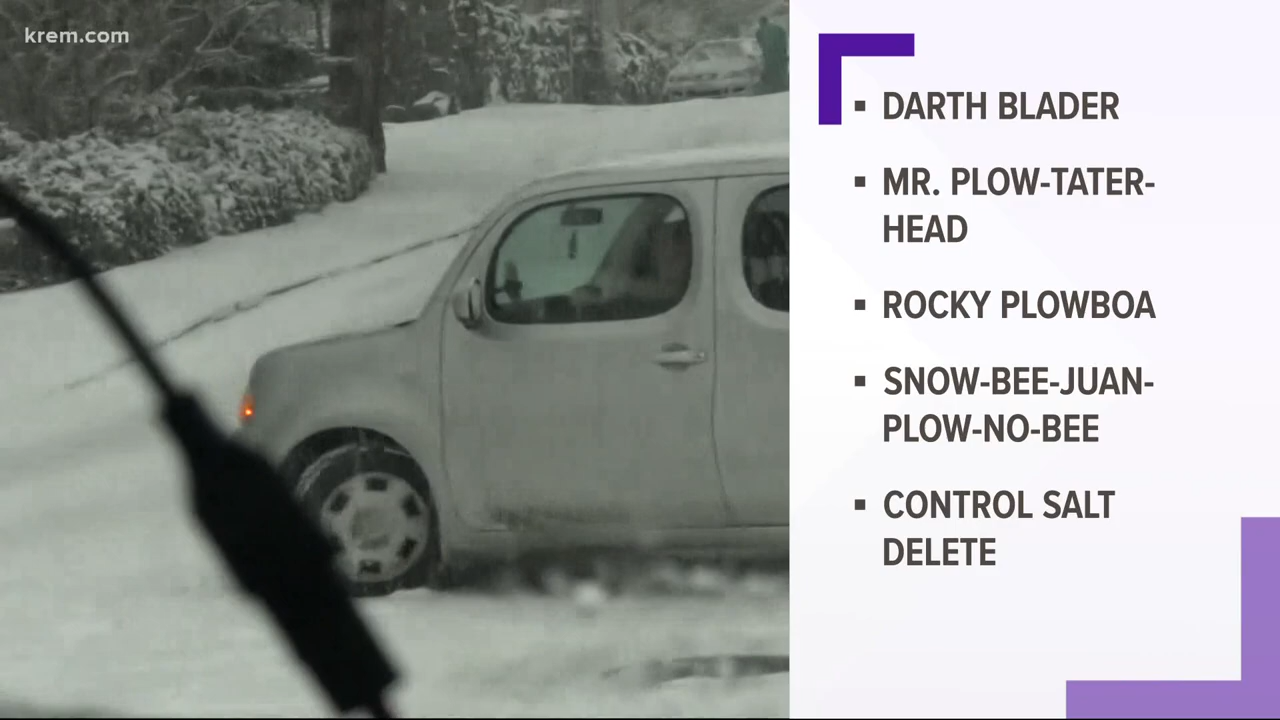 krem.com
▪ DARTH BLADER
▪ MR. PLOW-TATER-
HEAD
▪ ROCKY PLOWBOA
▪ SNOW-BEE-JUAN-
PLOW-NO-BEE
▪ CONTROL SALT
DELETE